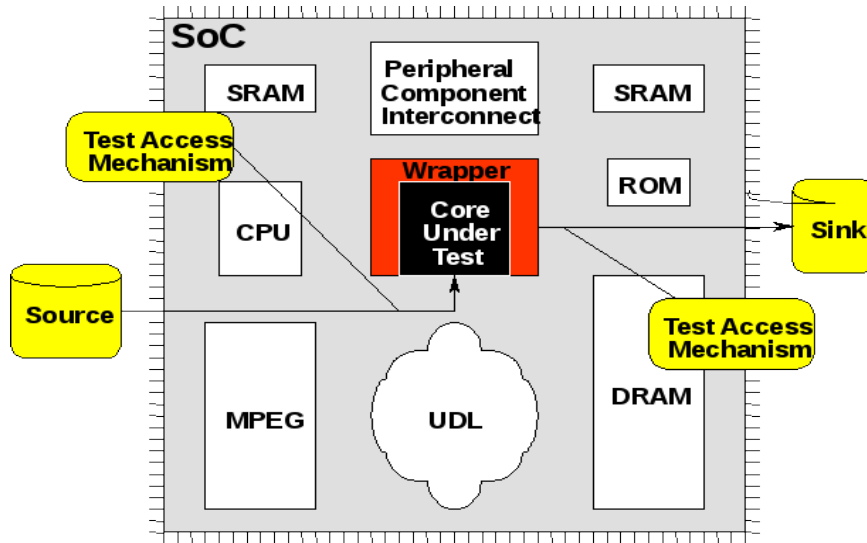 SoC
SRAM
Peripheral
Component
Interconnect
SRAM
Test Access
Mechanism
Wrapper
ROM
CPU
Core
Under
Test
Sink
Source
Test Access
Mechanism
MPEG
UDL
DRAM